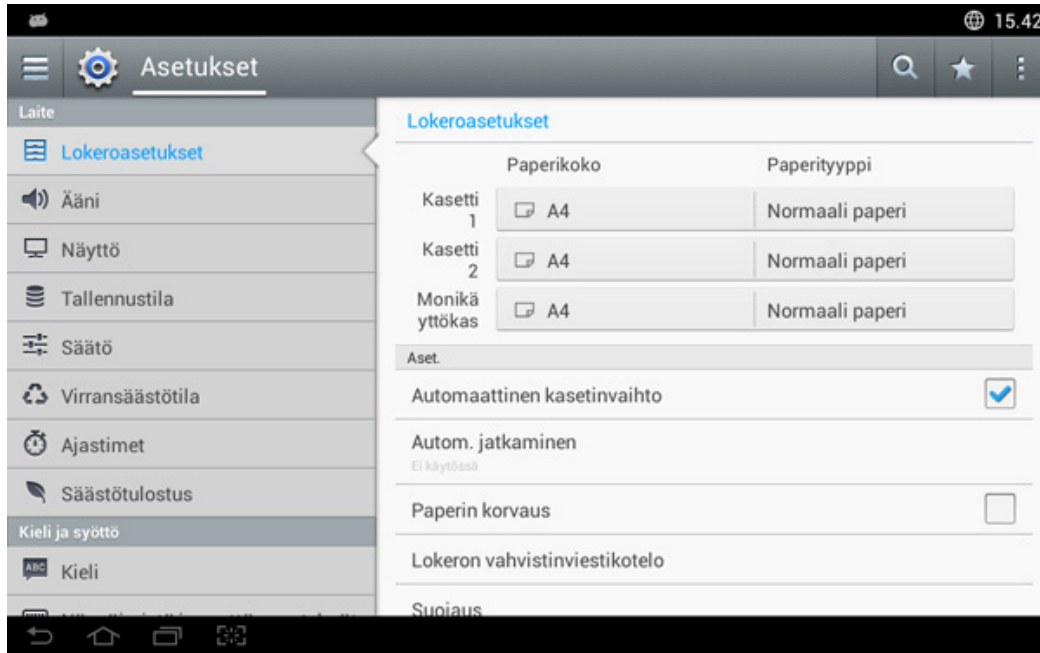 15.42
Asetukset
Laite
Lokeroasetukset
Ääni
Näyttö
Tallennustila
Säätö
Virransäästötila
Ajastimet
Säästötulostus
Kieli ja syöttö
ABC
Kieli
Lokeroasetukset
Paperikoko
Paperityyppi
Kasetti
1
A4
Normaali paperi
Kasetti
2
A4
Normaali paperi
Monikä
yttökas
A4
Normaali paperi
Aset.
Automaattinen kasetinvaihto
Autom. jatkaminen
Ei käytössä
Paperin korvaus
Lokeron vahvistinviestikotelo
Suojaus